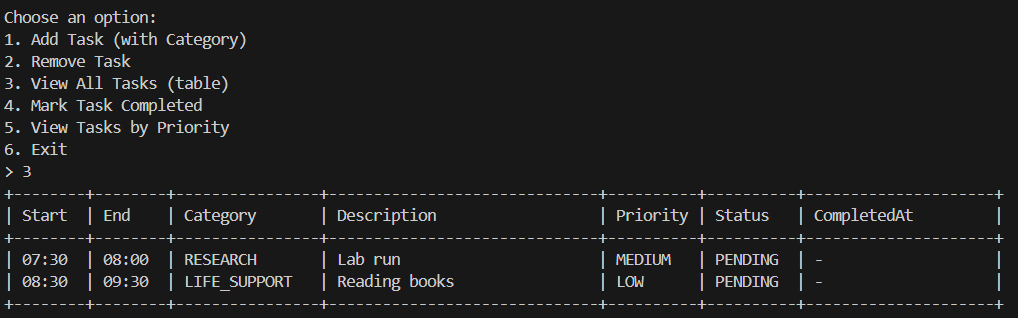 Choose an option:
1. Add Task (with Category)
2. Remove Task
3. View All Tasks (table)
4. Mark Task Completed
5. View Tasks by Priority
6. Exit
> 3
+--------+--------+----------------+------------------------------+----------+----------+---------------------+
| Start  | End    | Category       | Description                  | Priority | Status   | CompletedAt         |
+--------+--------+----------------+------------------------------+----------+----------+---------------------+
| 07:30  | 08:00  | RESEARCH       | Lab run                      | MEDIUM   | PENDING  | -                   |
| 08:30  | 09:30  | LIFE_SUPPORT   | Reading books                | LOW      | PENDING  | -                   |
+--------+--------+----------------+------------------------------+----------+----------+---------------------+